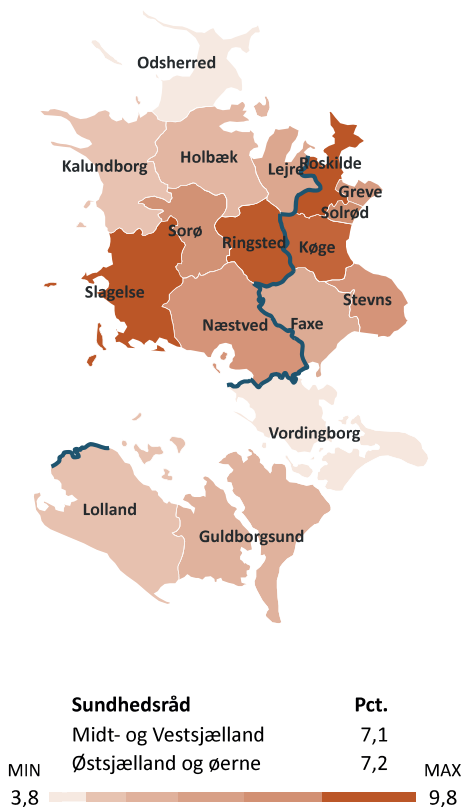 Odsherred
Kalundborg
Holbæk
Lejre
Roskilde
Greve
Solrød
Sorø
Ringsted
Køge
Slagelse
Næstved
Faxe
Stevns
Vordingborg
Lolland
Guldborgsund
Sundhedsråd Pct.
Midt- og Vestsjælland 7,1
Østsjælland og øerne 7,2
MIN MAX
3,8 9,8